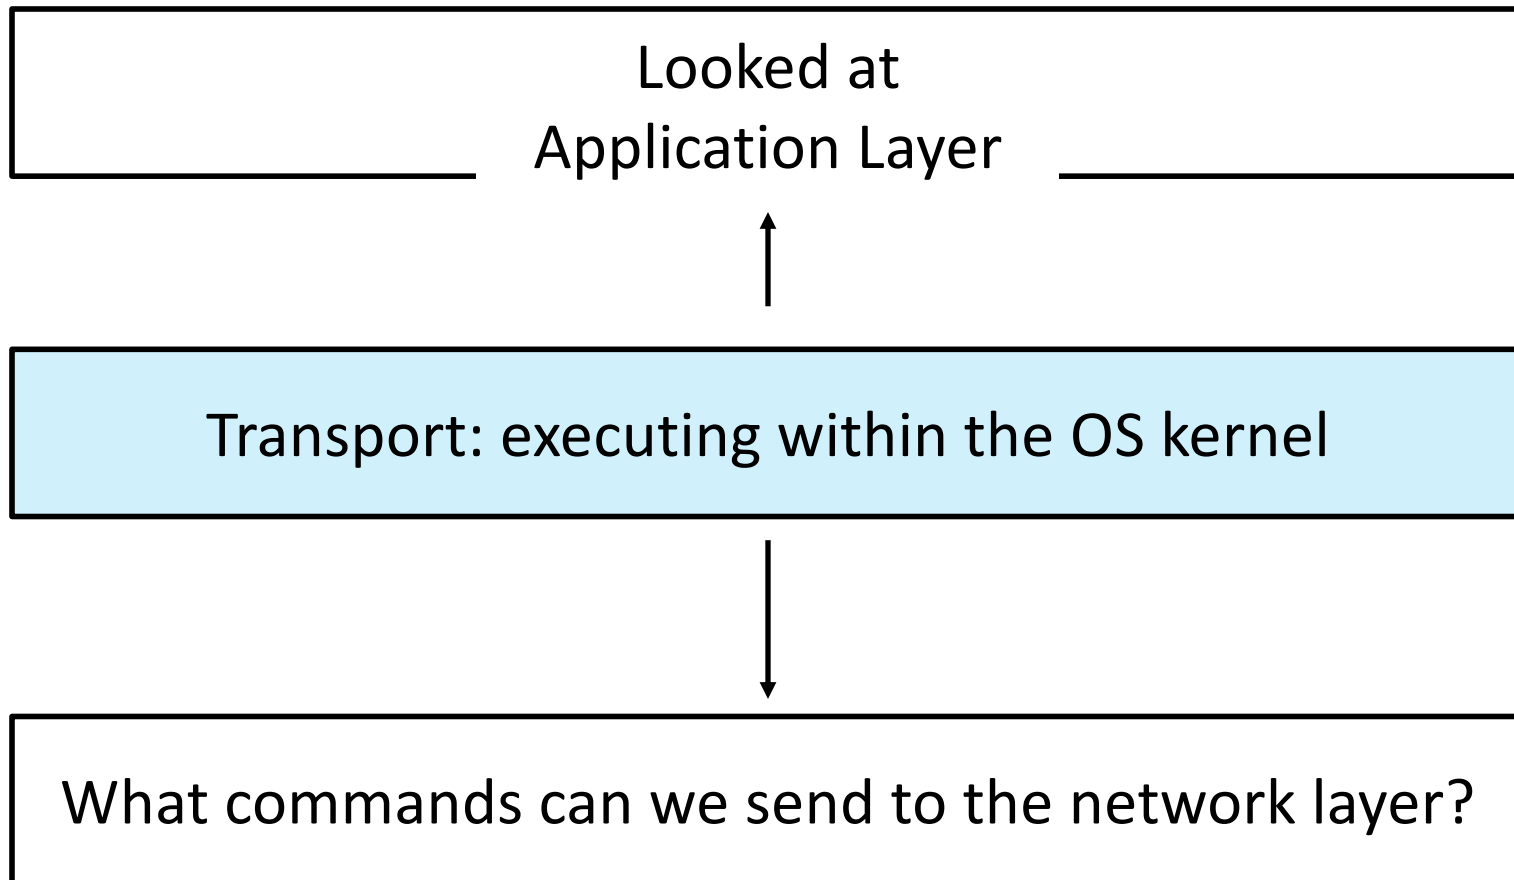 Looked at
Application Layer
Transport: executing within the OS kernel
What commands can we send to the network layer?